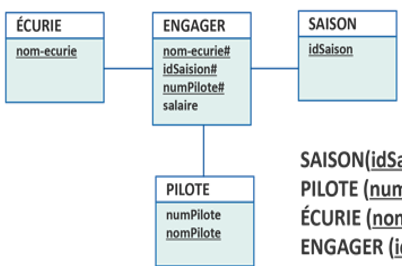 ÉCURIE
nom-ecurie
ENGAGER
nom-ecurie#
idSaision#
numPilote#
salaire
SAISON
idSaison
PILOTE
numPilote
nomPilote
SAISON(idSa
PILOTE (num
ÉCURIE (non
ENGAGER (id